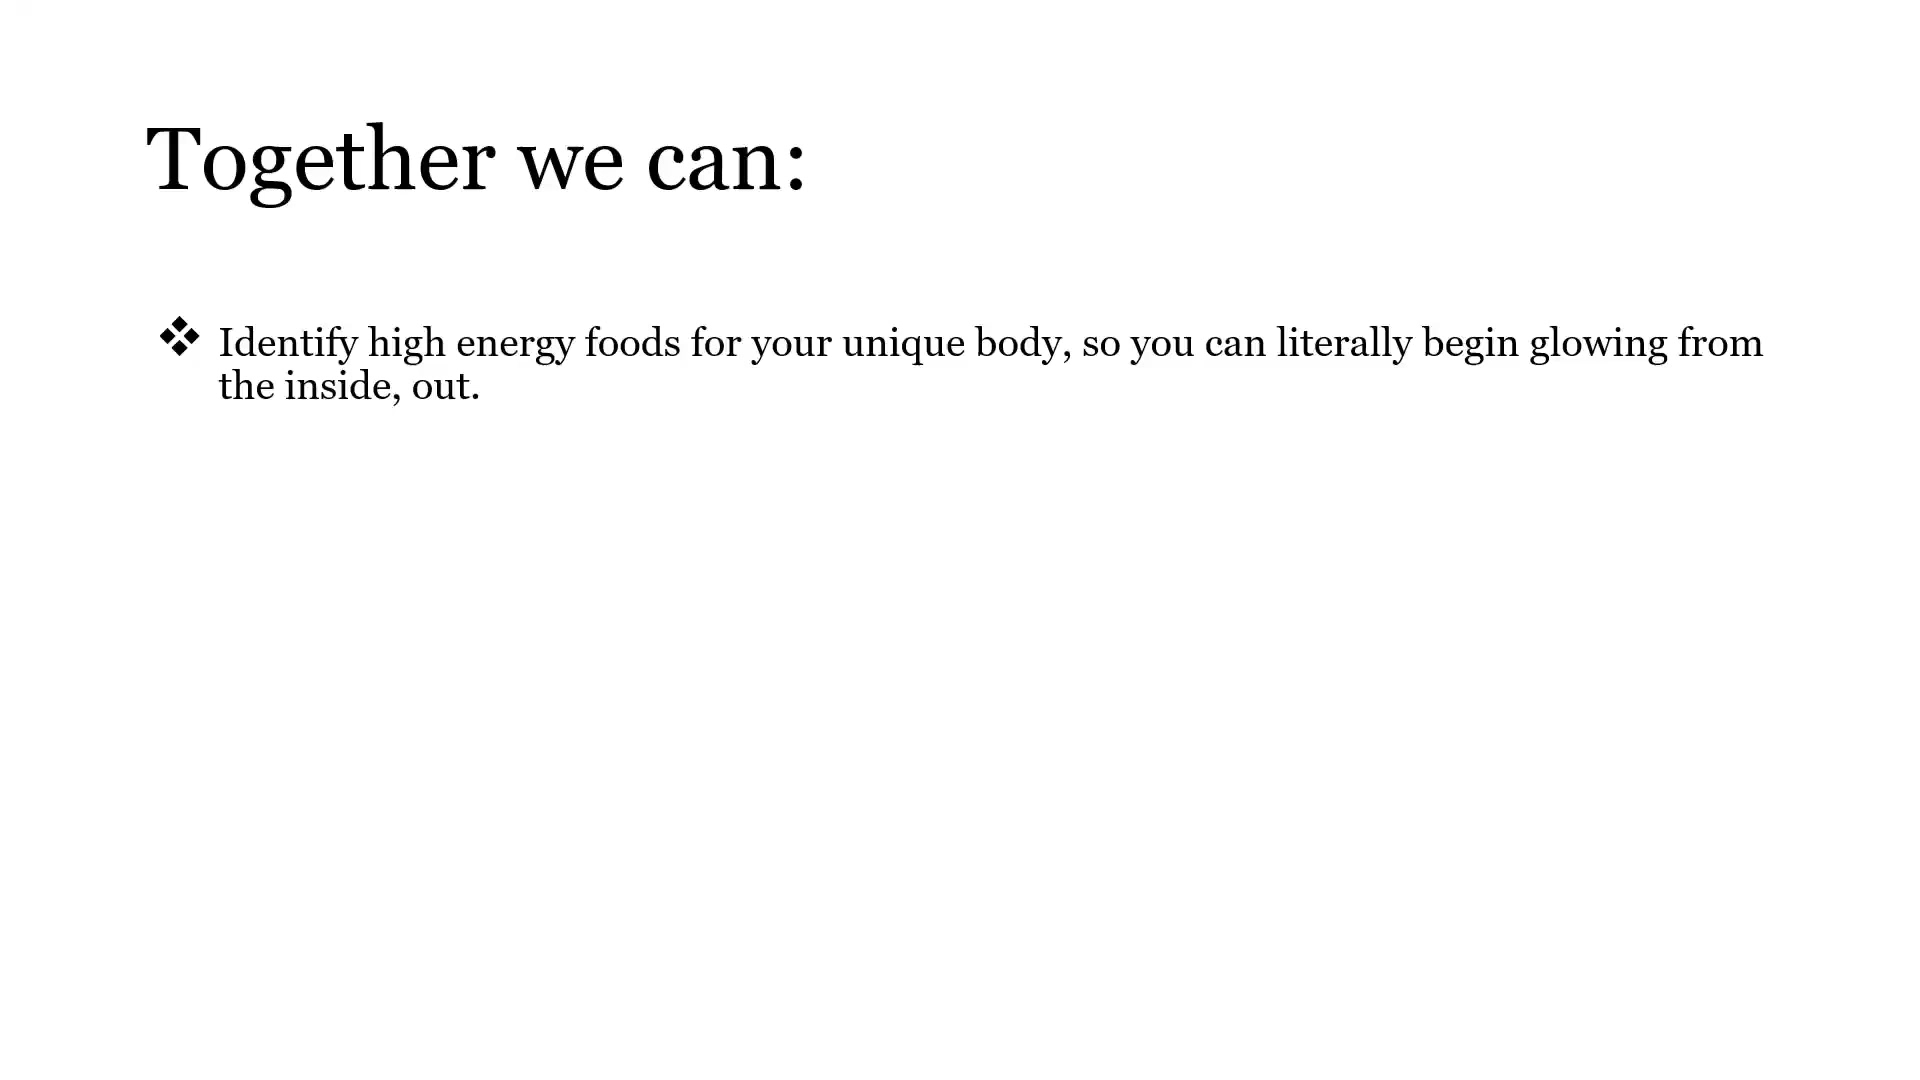 Together we can:
❖ Identify high energy foods for your unique body, so you can literally begin glowing from
the inside, out.